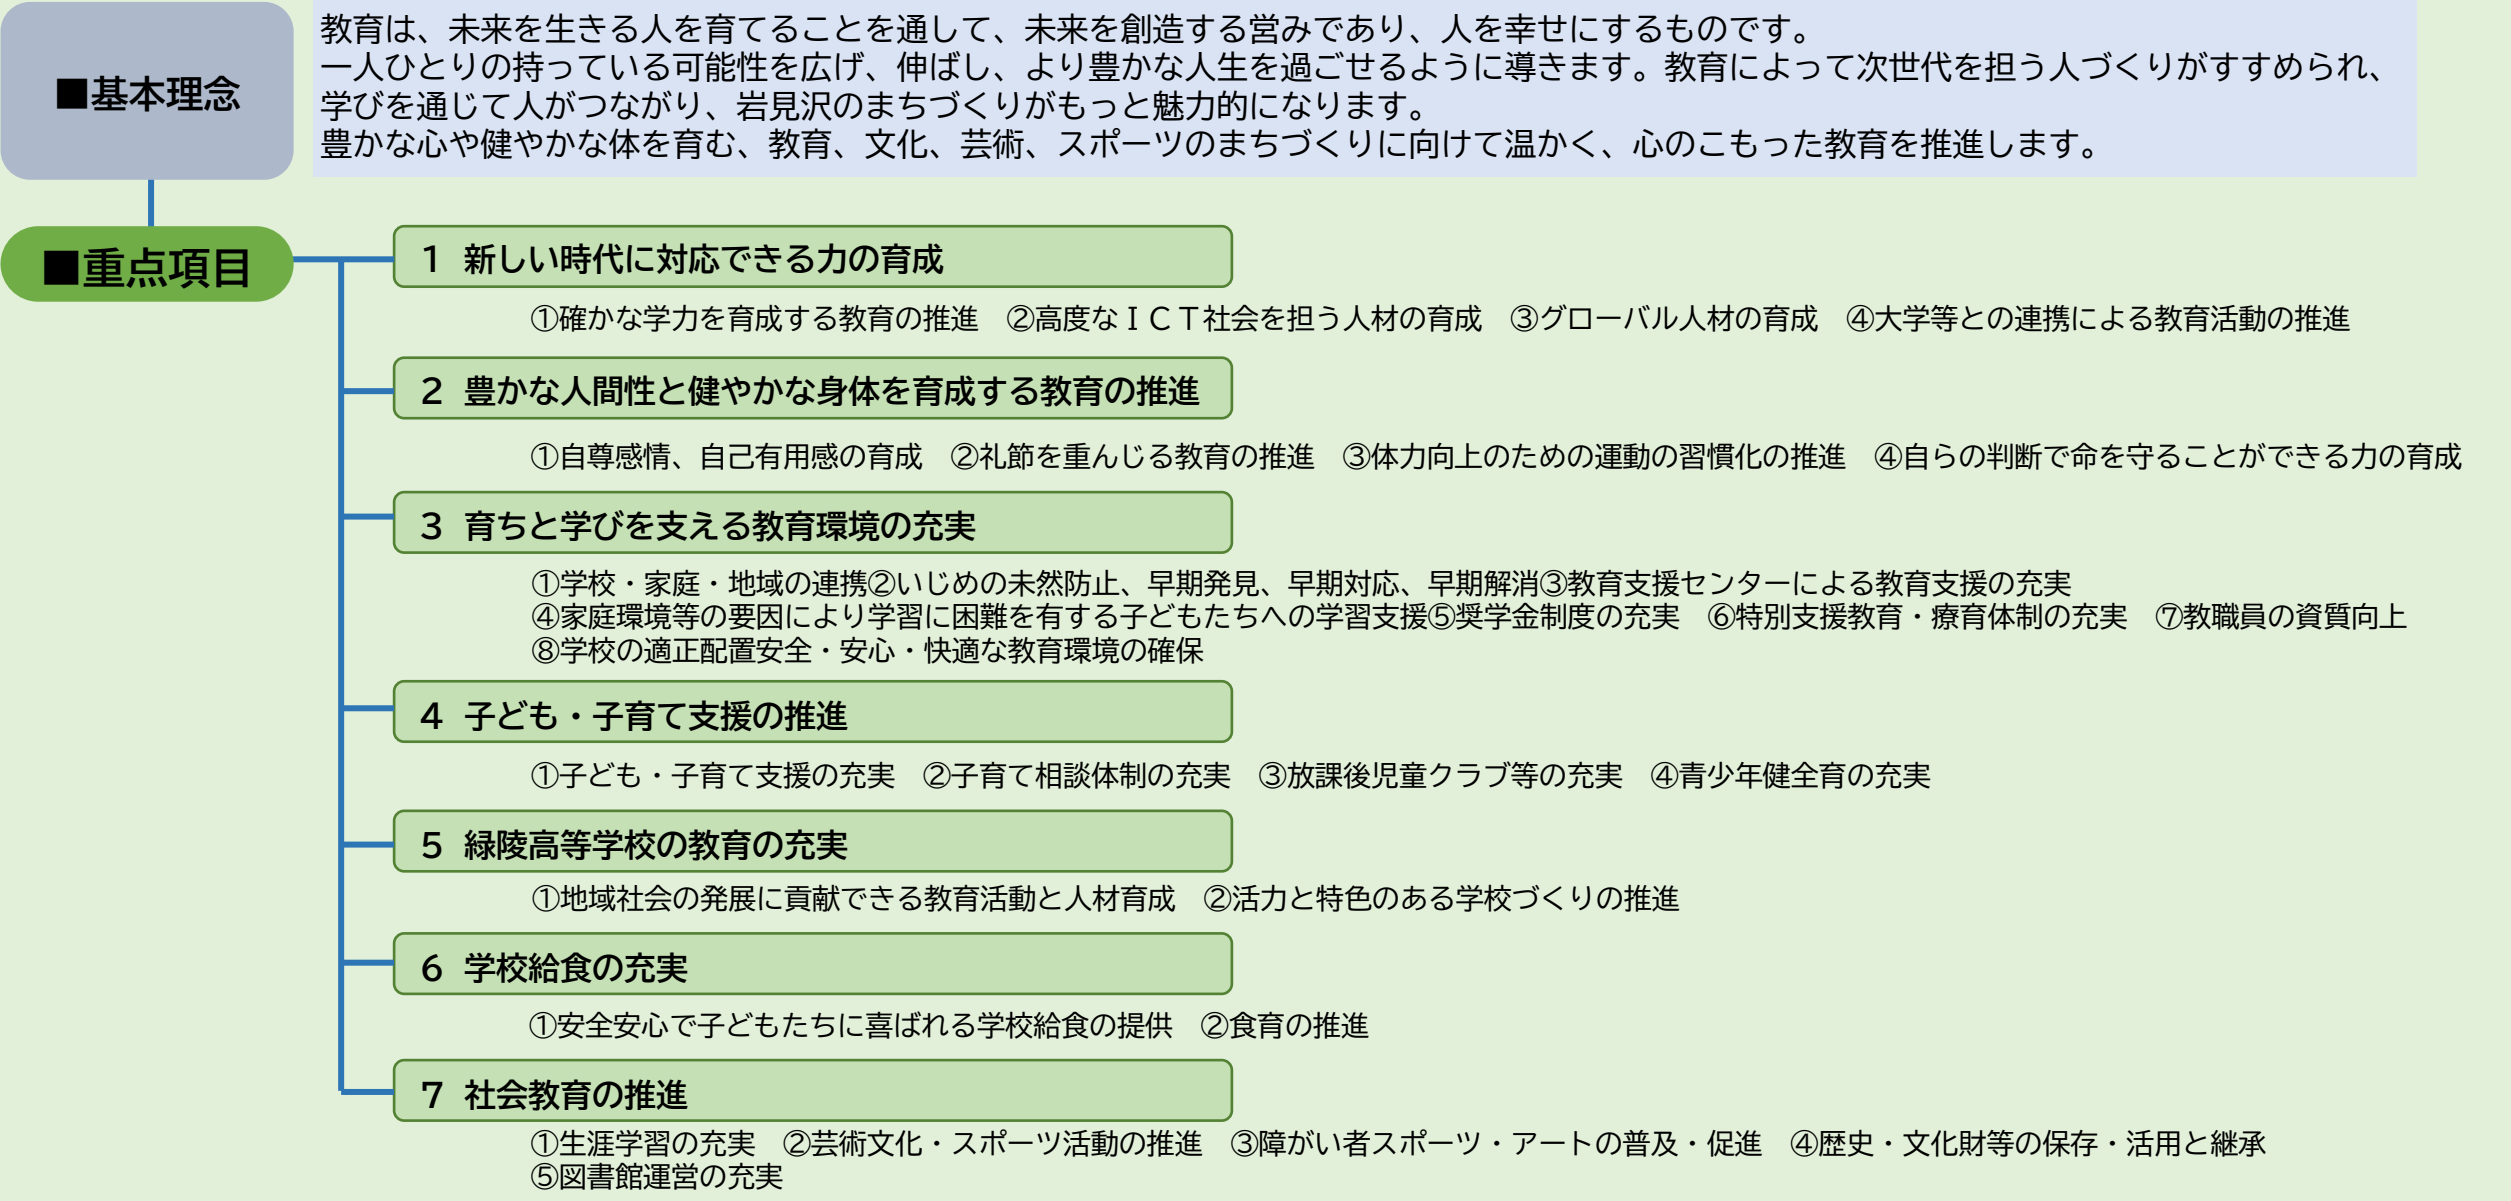 ■基本理念
教育は、未来を生きる人を育てることを通して、未来を創造する営みであり、人を幸せにするものです。
一人ひとりの持っている可能性を広げ、伸ばし、より豊かな人生を過ごせるように導きます。教育によって次世代を担う人づくりがすすめられ、
学びを通じて人がつながり、岩見沢のまちづくりがもっと魅力的になります。
豊かな心や健やかな体を育む、教育、文化、芸術、スポーツのまちづくりに向けて温かく、心のこもった教育を推進します。
■重点項目
１ 新しい時代に対応できる力の育成
①確かな学力を育成する教育の推進　②高度なＩＣＴ社会を担う人材の育成　③グローバル人材の育成　④大学等との連携による教育活動の推進
２ 豊かな人間性と健やかな身体を育成する教育の推進
①自尊感情、自己有用感の育成　②礼節を重んじる教育の推進　③体力向上のための運動の習慣化の推進　④自らの判断で命を守ることができる力の育成
３ 育ちと学びを支える教育環境の充実
①学校・家庭・地域の連携②いじめの未然防止、早期発見、早期対応、早期解消③教育支援センターによる教育支援の充実
④家庭環境等の要因により学習に困難を有する子どもたちへの学習支援⑤奨学金制度の充実　⑥特別支援教育・療育体制の充実　⑦教職員の資質向上
⑧学校の適正配置安全・安心・快適な教育環境の確保
４ 子ども・子育て支援の推進
①子ども・子育て支援の充実　②子育て相談体制の充実　③放課後児童クラブ等の充実　④青少年健全育の充実
５ 緑陵高等学校の教育の充実
①地域社会の発展に貢献できる教育活動と人材育成　②活力と特色のある学校づくりの推進
６ 学校給食の充実
①安全安心で子どもたちに喜ばれる学校給食の提供　②食育の推進
７ 社会教育の推進
①生涯学習の充実　②芸術文化・スポーツ活動の推進　③障がい者スポーツ・アートの普及・促進　④歴史・文化財等の保存・活用と継承
⑤図書館運営の充実